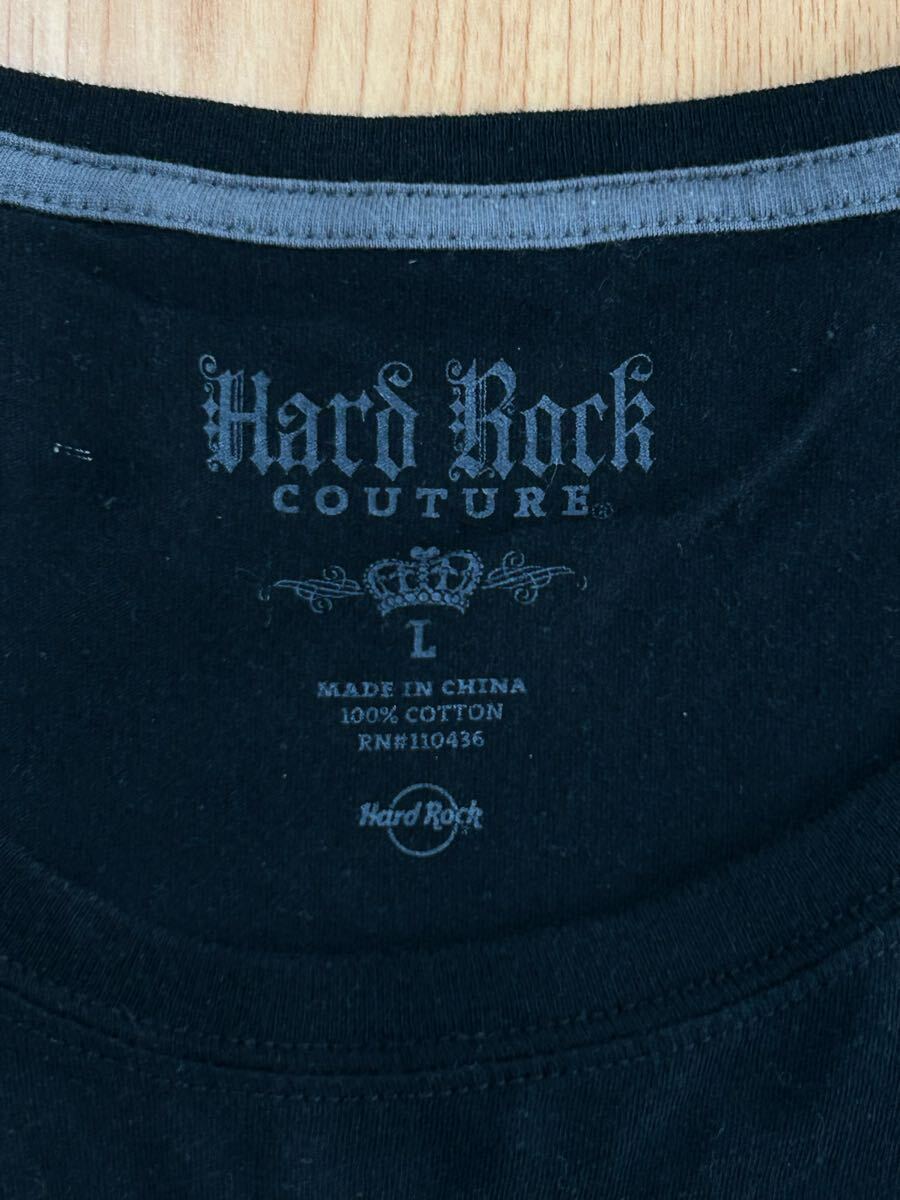 Hard Rock
COUTURE®
L
MADE IN CHINA
100% COTTON
RN#110436
Hard Rock